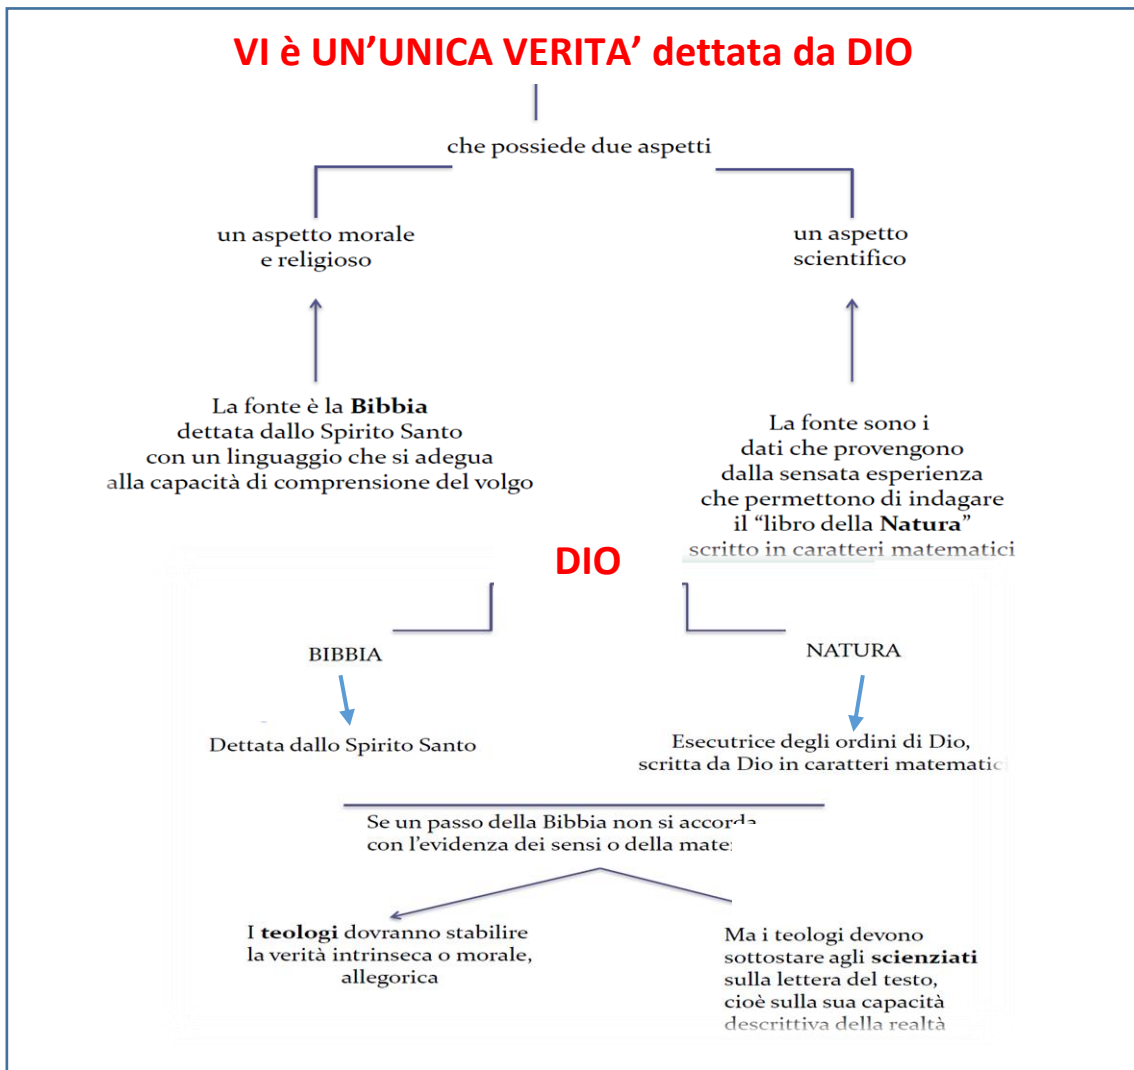 VI è UN’UNICA VERITA’ dettata da DIO
che possiede due aspetti
un aspetto morale
e religioso
un aspetto
scientifico
La fonte è la Bibbia
dettata dallo Spirito Santo
con un linguaggio che si adegua
alla capacità di comprensione del volgo
La fonte sono i
dati che provengono
dalla sensata esperienza
che permettono di indagare
il “libro della Natura”
scritto in caratteri matematici
DIO
BIBBIA
NATURA
Dettata dallo Spirito Santo
Esecutrice degli ordini di Dio,
scritta da Dio in caratteri matematici
Se un passo della Bibbia non si accorda
con l’evidenza dei sensi o della
I teologi dovranno stabilire
la verità intrinseca o morale,
allegorica
Ma i teologi devono
sottostare agli scienziati
sulla lettera del testo,
cioè sulla sua capacità
descrittiva della realtà